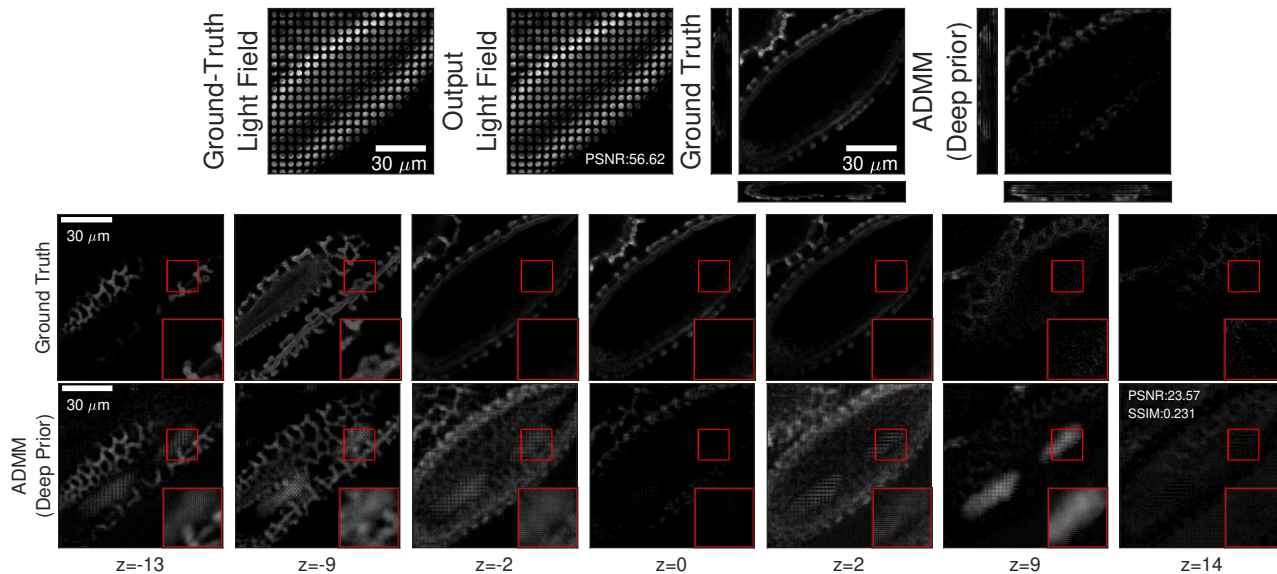 Ground-Truth
Light Field
30 μm
Output
Light Field
PSNR:56.62
Ground Truth
30 μm
ADMM
(Deep prior)
Ground Truth
30 μm
ADMM
(Deep Prior)
30 μm
PSNR:23.57
SSIM:0.231
z=-13
z=-9
z=-2
z=0
z=2
z=9
z=14